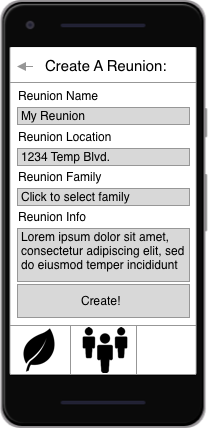 Create A Reunion:
Reunion Name
My Reunion
Reunion Location
1234 Temp Blvd.
Reunion Family
Click to select family
Reunion Info
Lorem ipsum dolor sit amet,
consectetur adipiscing elit, sed
do eiusmod temper incididunt
Create!